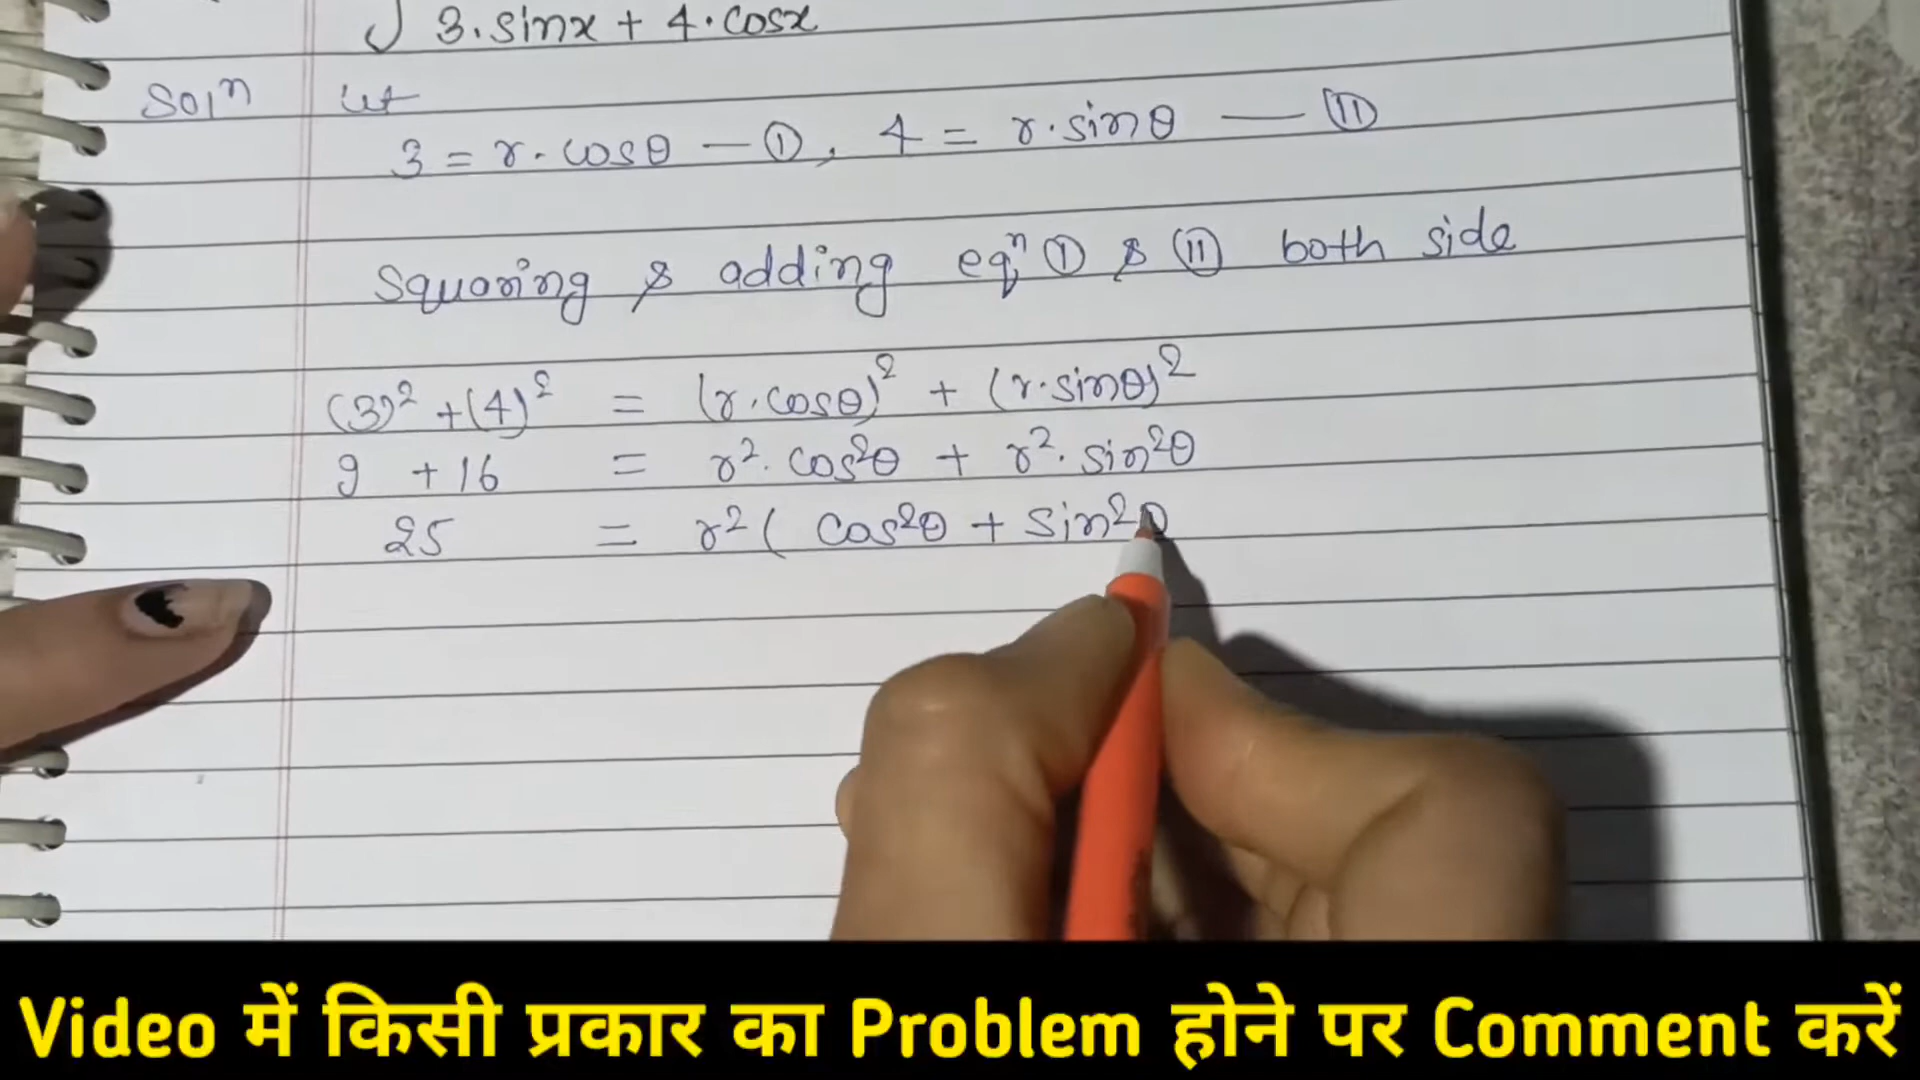 ∫ 3.sinx + 4.cosx
Solⁿ let
3 = r.cosθ — ①, 4 = r.sinθ — ⑪
Squaring & adding eqⁿ ① & ⑪ both side
(3)² + (4)² = (r.cosθ)² + (r.sinθ)²
9 + 16 = r².cos²θ + r².sin²θ
25 = r² ( cos²θ + sin²θ
Video में किसी प्रकार का Problem होने पर Comment करें